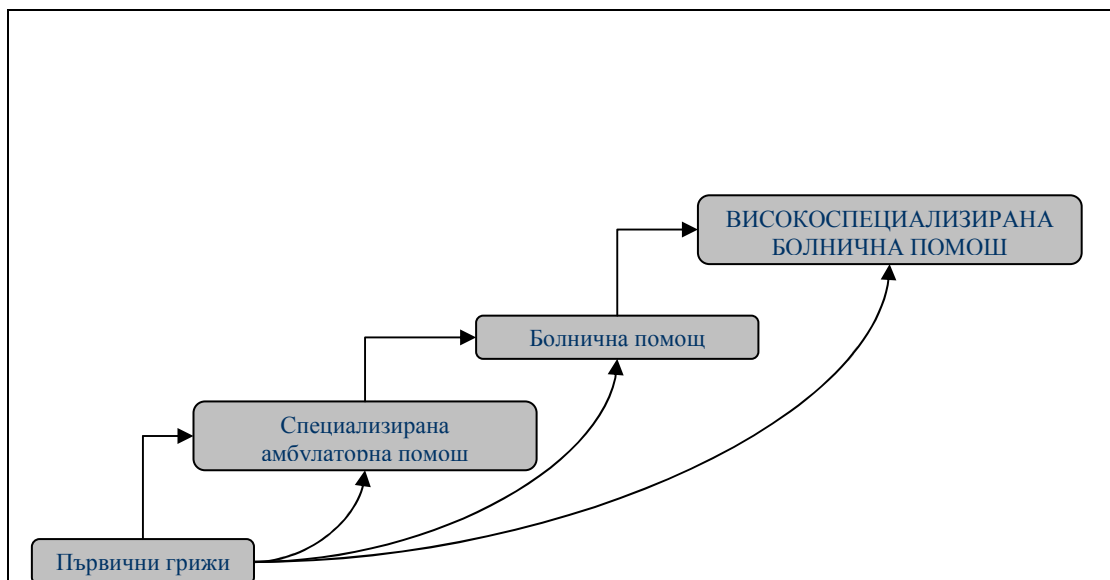 ВИСОКОСПЕЦИАЛИЗИРАНА
БОЛНИЧНА ПОМОЩ
Болнична помощ
Специализирана
амбулаторна помощ
Първични грижи